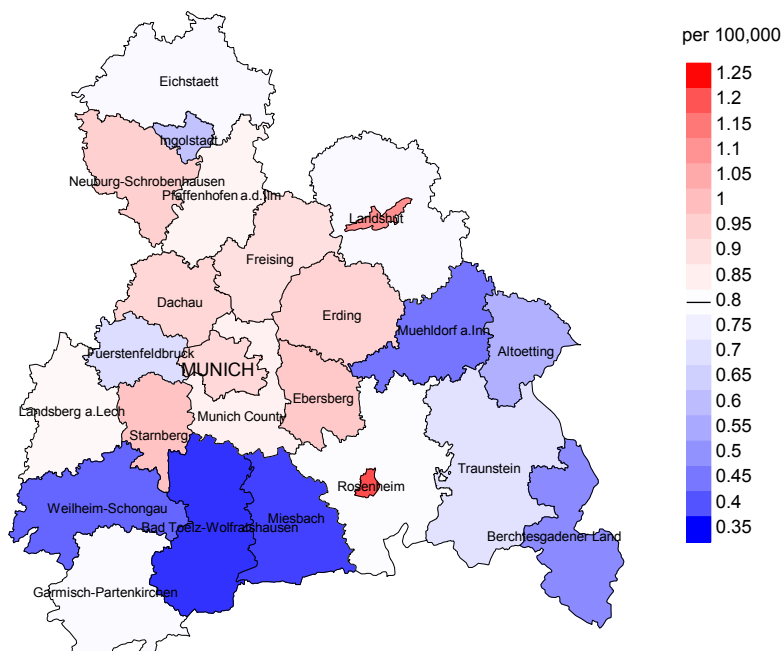 per 100,000
1.25
1.2
1.15
1.1
1.05
1
0.95
0.9
0.85
0.8
0.75
0.7
0.65
0.6
0.55
0.5
0.45
0.4
0.35
Eichstaett
Ingolstadt
Neuburg-Schrobenhausen
Pfaffenhofen a.d.Ilm
Landshut
Freising
Dachau
Erding
Muehldorf a.Inn
Altoetting
Fuerstenfeldbruck
MUNICH
Ebersberg
Landsberg a.Lech
Munich County
Starnberg
Traunstein
Rosenheim
Weilheim-Schongau
Miesbach
Bad Toelz-Wolfratshausen
Berchtesgadener Land
Garmisch-Partenkirchen